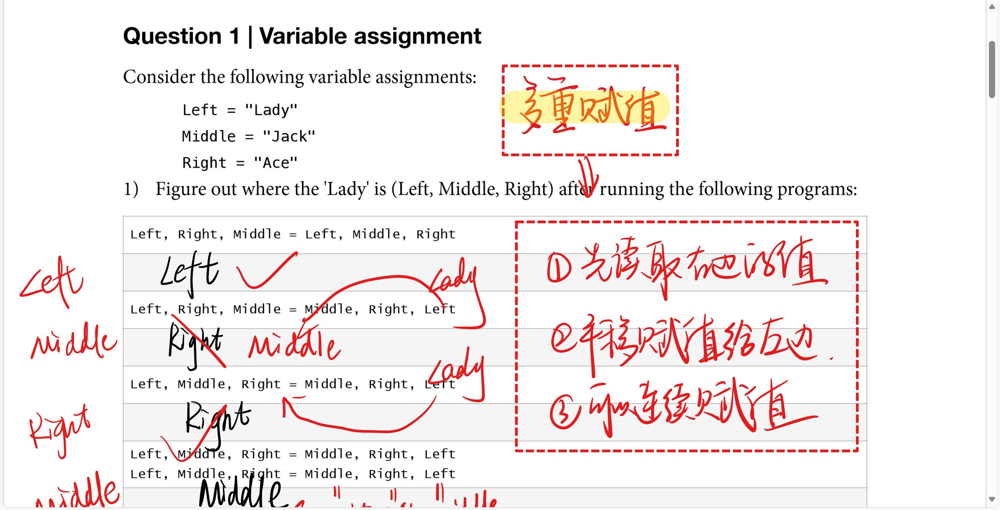 Question 1 | Variable assignment
Consider the following variable assignments:
多重赋值
Left = "Lady"
Middle = "Jack"
Right = "Ace"
1) Figure out where the 'Lady' is (Left, Middle, Right) after running the following programs:
Left, Right, Middle = Left, Middle, Right
Left
Left
Lady
①先读取右边的值
Left, Right, Middle = Middle, Right, Left
Middle
Right
Middle
②平移赋值给左边.
Lady
Left, Middle, Right = Middle, Right, Left
Right
Right
③可以连续赋值
Left, Middle, Right = Middle, Right, Left
Left, Middle, Right = Middle, Right, Left
Middle
Middle